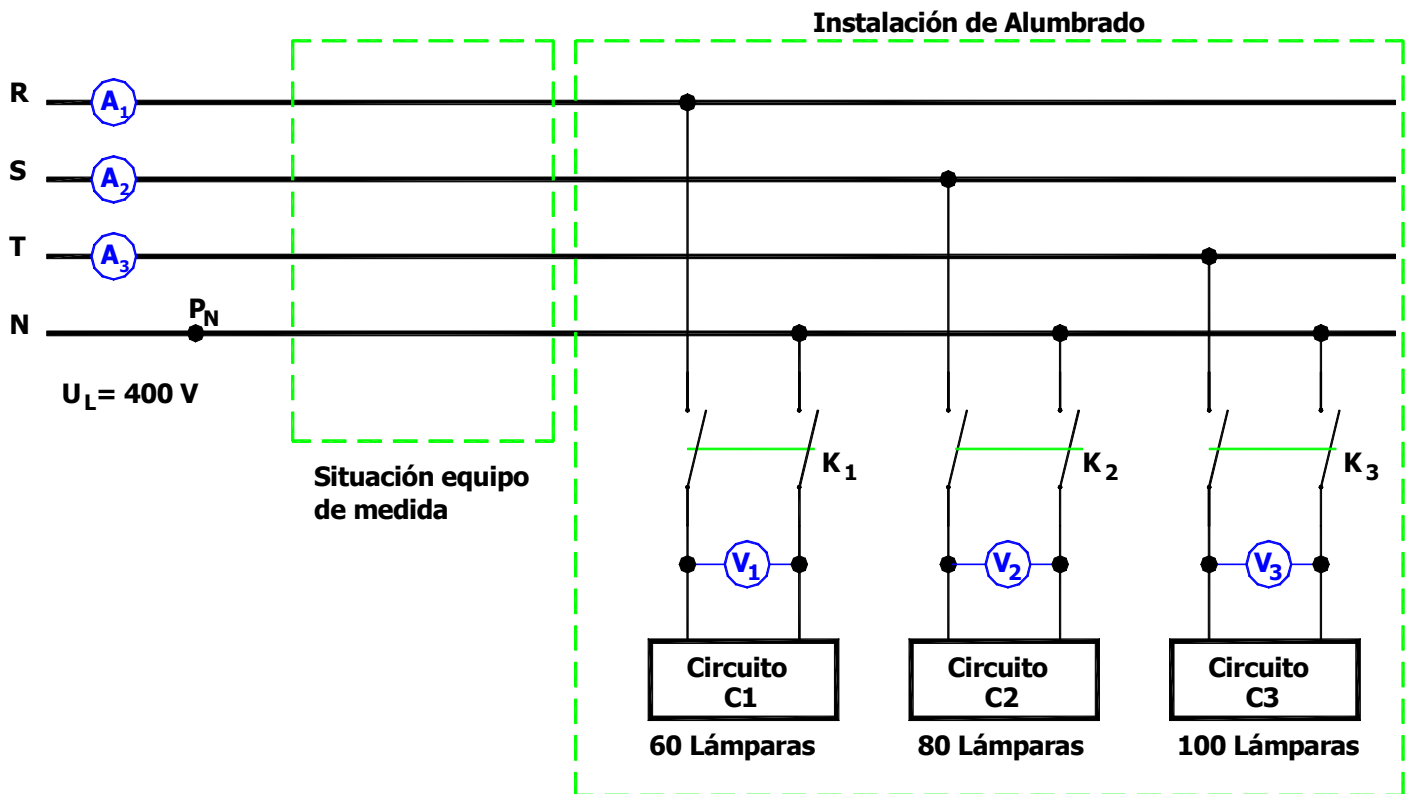 Instalación de Alumbrado
R
A1
S
A2
T
A3
N
PN
UL= 400 V
Situación equipo
de medida
K1
K2
K3
V1
V2
V3
Circuito
C1
Circuito
C2
Circuito
C3
60 Lámparas
80 Lámparas
100 Lámparas